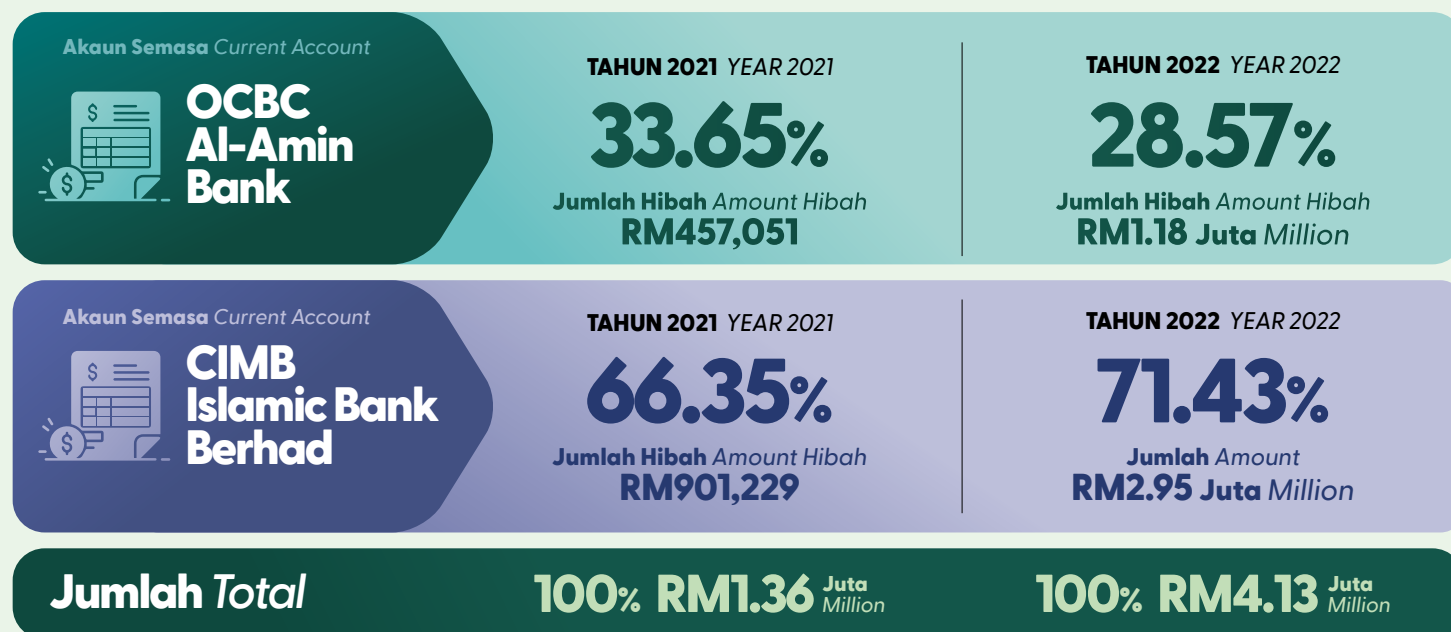 Akaun Semasa Current Account
OCBC
Al-Amin
Bank
TAHUN 2021 YEAR 2021
33.65%
Jumlah Hibah Amount Hibah
RM457,051
TAHUN 2022 YEAR 2022
28.57%
Jumlah Hibah Amount Hibah
RM1.18 Juta Million
Akaun Semasa Current Account
CIMB
Islamic Bank
Berhad
TAHUN 2021 YEAR 2021
66.35%
Jumlah Hibah Amount Hibah
RM901,229
TAHUN 2022 YEAR 2022
71.43%
Jumlah Amount
RM2.95 Juta Million
Jumlah Total
100% RM1.36 Juta Million
100% RM4.13 Juta Million